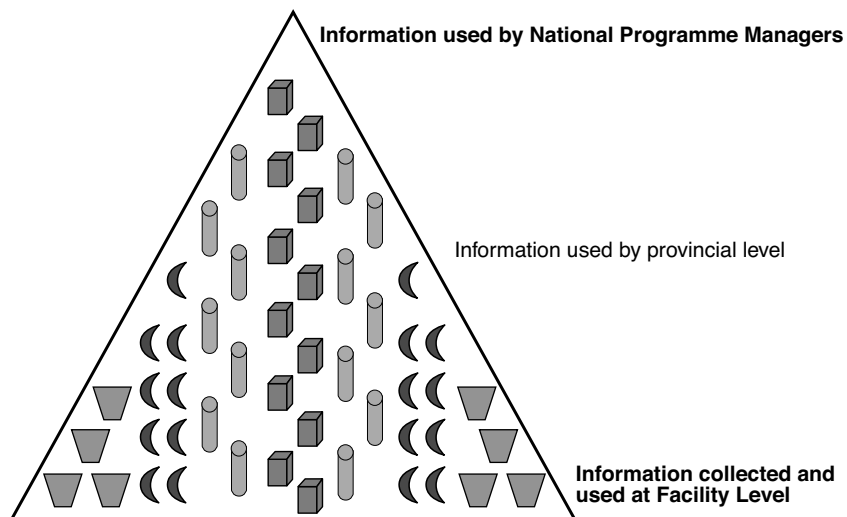 Information used by National Programme Managers
Information used by provincial level
Information collected and
used at Facility Level